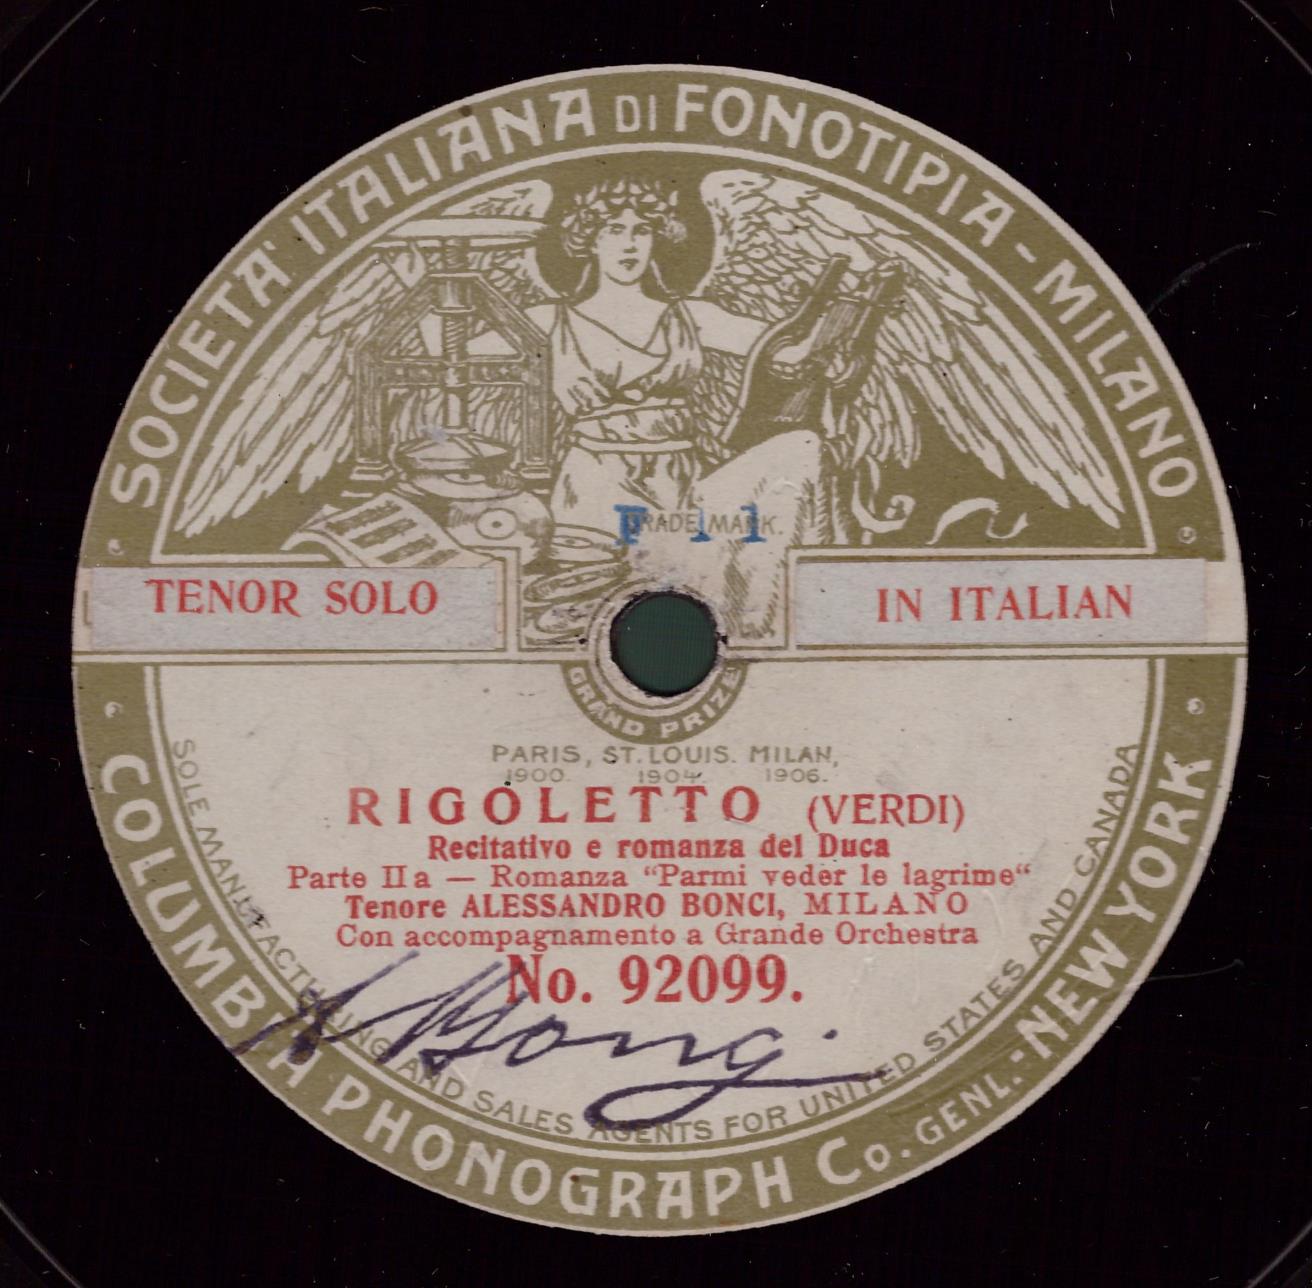 SOCIETA' ITALIANA DI FONOTIPIA - MILANO
F 11
TRADE MARK.
TENOR SOLO
IN ITALIAN
GRAND PRIZE
PARIS, ST. LOUIS. MILAN,
1900. 1904. 1906.
RIGOLETTO (VERDI)
Recitativo e romanza del Duca
Parte II a — Romanza “Parmi veder le lagrime“
Tenore ALESSANDRO BONCI, MILANO
Con accompagnamento a Grande Orchestra
No. 92099.
SOLE MANUFACTURING AND SALES AGENTS FOR UNITED STATES AND CANADA
COLUMBIA PHONOGRAPH Co. GENL.: NEW YORK